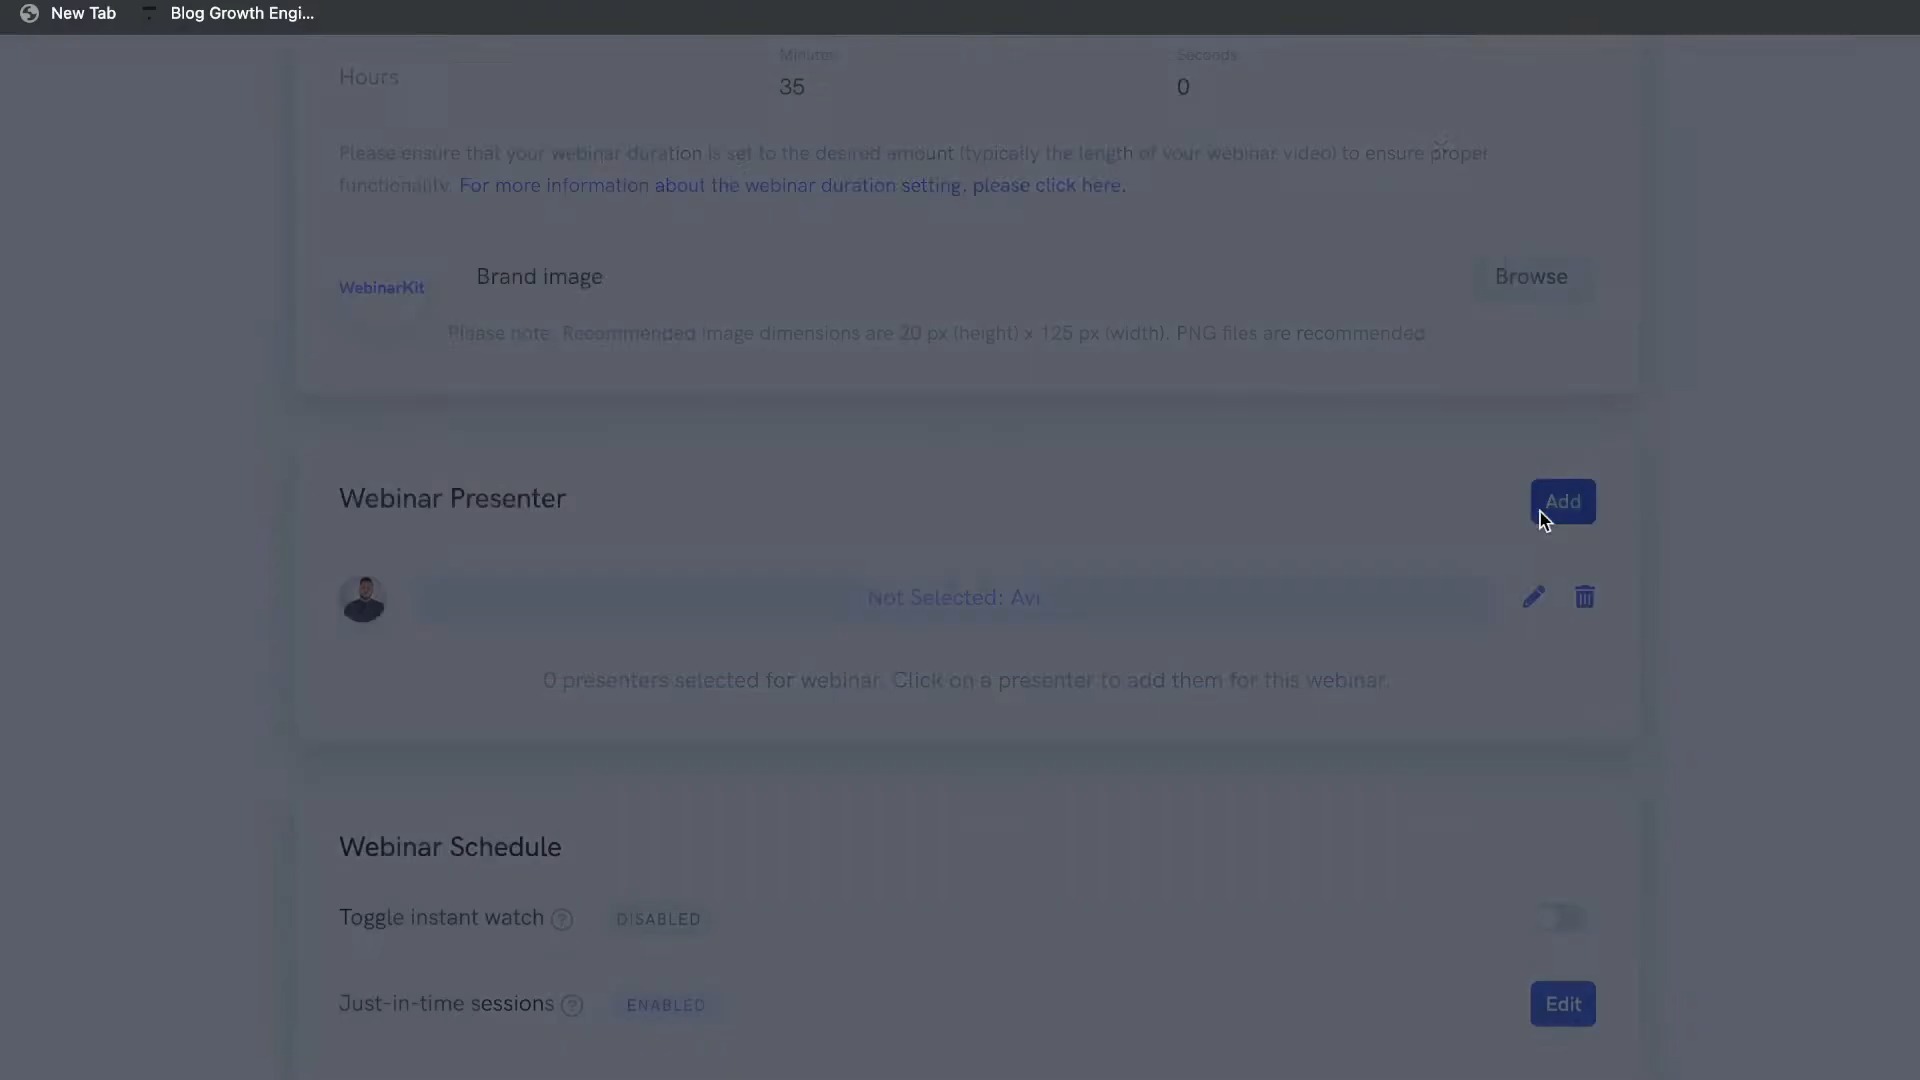 New Tab
Blog Growth Engi...
Minutes
Seconds
Hours
35
0
Please ensure that your webinar duration is set to the desired amount (typically the length of your webinar video) to ensure proper
functionality. For more information about the webinar duration setting, please click here.
WebinarKit
Brand image
Browse
Please note: Recommended image dimensions are 20 px (height) x 125 px (width). PNG files are recommended
Webinar Presenter
Add
Not Selected: Avi
0 presenters selected for webinar. Click on a presenter to add them for this webinar.
Webinar Schedule
Toggle instant watch ?
DISABLED
Just-in-time sessions ?
ENABLED
Edit